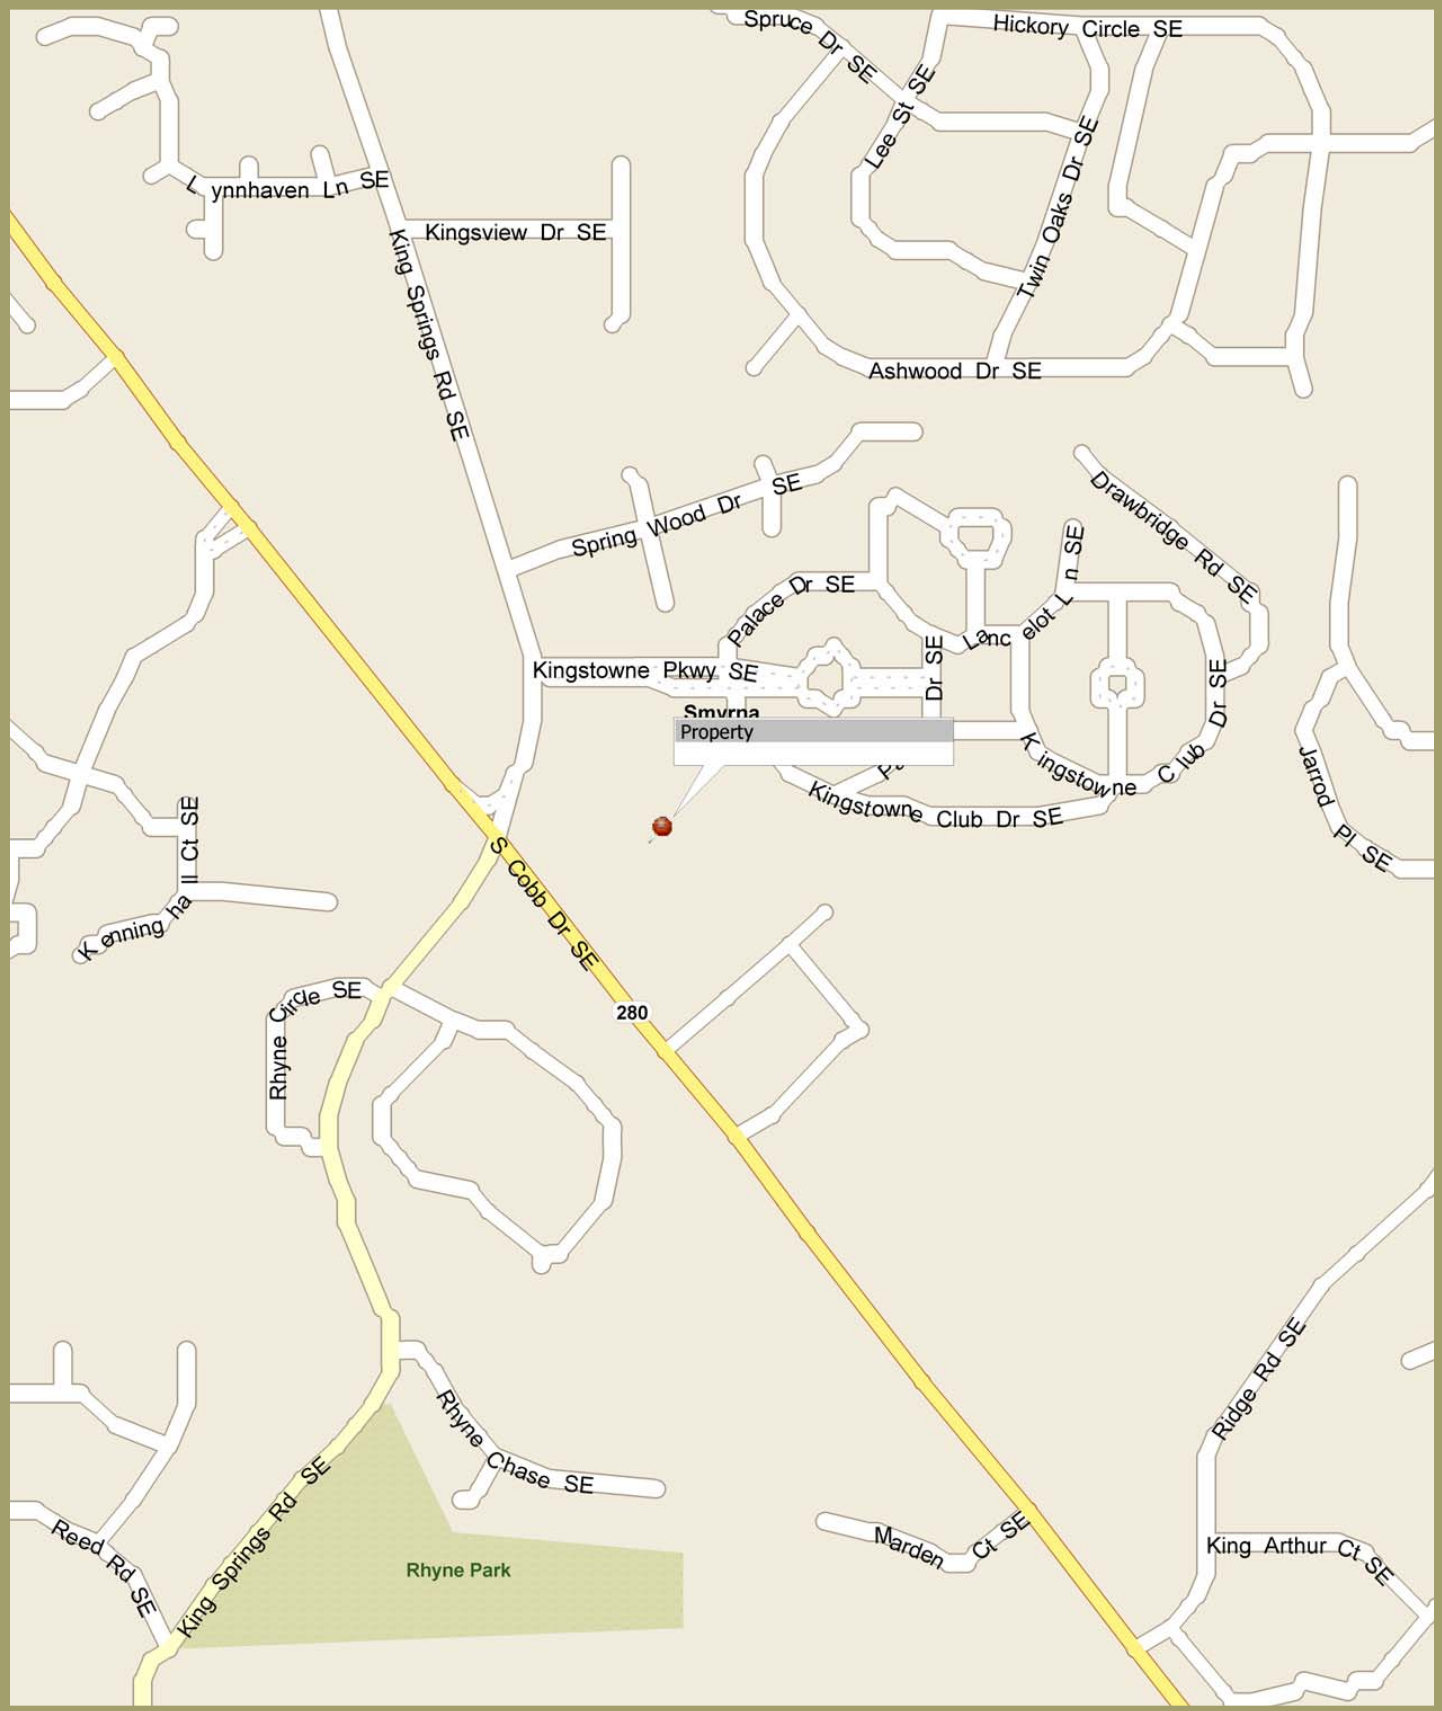 Spruce Dr SE
Hickory Circle SE
Lee St SE
Twin Oaks Dr SE
Lynnhaven Ln SE
Kingsview Dr SE
King Springs Rd SE
Ashwood Dr SE
Spring Wood Dr SE
Drawbridge Rd SE
Palace Dr SE
Lancelot Ln SE
Kingstowne Pkwy SE
Dr SE
Smyrna
Property
Kingstowne Club Dr SE
Kingstowne Club Dr SE
Jarrod Pl SE
Kenninghall Ct SE
S Cobb Dr SE
Rhyne Circle SE
280
Ridge Rd SE
Rhyne Chase SE
King Springs Rd SE
Reed Rd SE
Rhyne Park
Marden Ct SE
King Arthur Ct SE